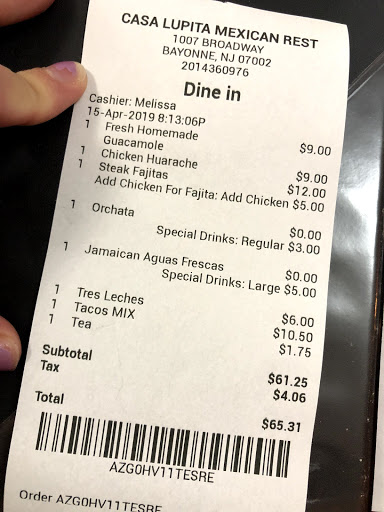 CASA LUPITA MEXICAN REST
1007 BROADWAY
BAYONNE, NJ 07002
2014360976
Dine in
Cashier: Melissa
15-Apr-2019 8:13:06P
1 Fresh Homemade Guacamole $9.00
1 Chicken Huarache $9.00
1 Steak Fajitas $12.00
Add Chicken For Fajita: Add Chicken $5.00
1 Orchata $0.00
Special Drinks: Regular $3.00
1 Jamaican Aguas Frescas $0.00
Special Drinks: Large $5.00
1 Tres Leches $6.00
1 Tacos MIX $10.50
1 Tea $1.75
Subtotal $61.25
Tax $4.06
Total $65.31
AZG0HV11TESRE
Order AZG0HV11TESRE